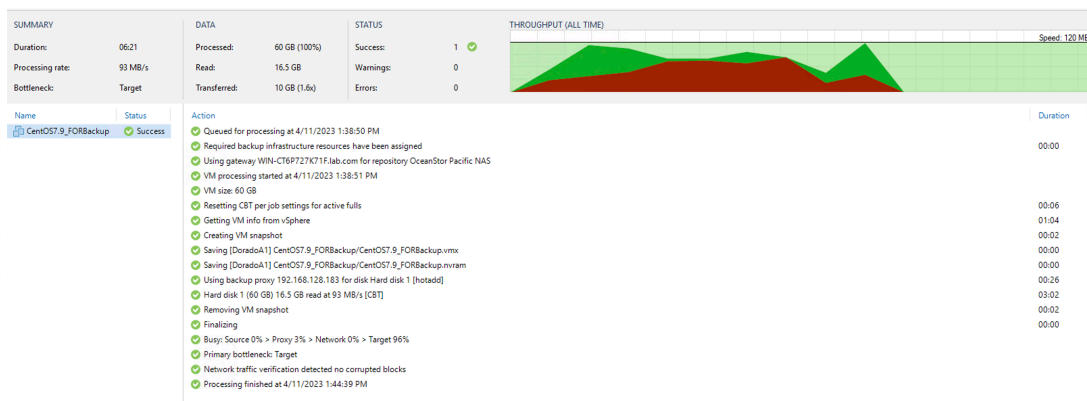 SUMMARY
Duration: 06:21
Processing rate: 93 MB/s
Bottleneck: Target
DATA
Processed: 60 GB (100%)
Read: 16.5 GB
Transferred: 10 GB (1.6x)
STATUS
Success: 1
Warnings: 0
Errors: 0
THROUGHPUT (ALL TIME)
Speed: 120 MB
Name Status
CentOS7.9_FORBackup Success
Action Duration
Queued for processing at 4/11/2023 1:38:50 PM
Required backup infrastructure resources have been assigned 00:00
Using gateway WIN-CT6P727K71F.lab.com for repository OceanStor Pacific NAS
VM processing started at 4/11/2023 1:38:51 PM
VM size: 60 GB
Resetting CBT per job settings for active fulls 00:06
Getting VM info from vSphere 01:04
Creating VM snapshot 00:02
Saving [DoradoA1] CentOS7.9_FORBackup/CentOS7.9_FORBackup.vmx 00:00
Saving [DoradoA1] CentOS7.9_FORBackup/CentOS7.9_FORBackup.nvram 00:00
Using backup proxy 192.168.128.183 for disk Hard disk 1 [hotadd] 00:26
Hard disk 1 (60 GB) 16.5 GB read at 93 MB/s [CBT] 03:02
Removing VM snapshot 00:02
Finalizing 00:00
Busy: Source 0% > Proxy 3% > Network 0% > Target 96%
Primary bottleneck: Target
Network traffic verification detected no corrupted blocks
Processing finished at 4/11/2023 1:44:39 PM